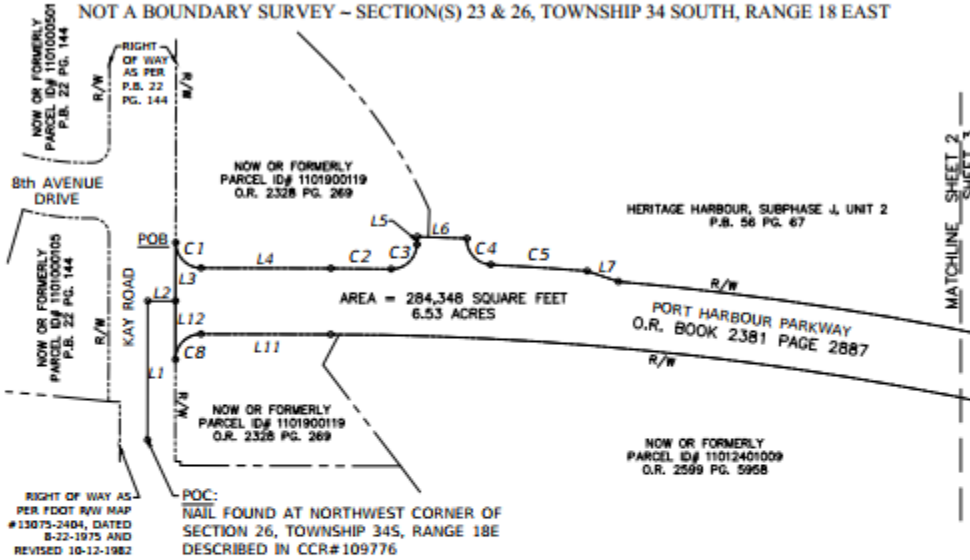 NOT A BOUNDARY SURVEY ~ SECTION(S) 23 & 26, TOWNSHIP 34 SOUTH, RANGE 18 EAST
NOW OR FORMERLY
PARCEL ID# 1101000501
P.B. 22 PG. 144
R/W
RIGHT
OF WAY
AS PER
P.B. 22
PG. 144
R/W
8th AVENUE
DRIVE
NOW OR FORMERLY
PARCEL ID# 1101900119
O.R. 2328 PG. 269
HERITAGE HARBOUR, SUBPHASE J, UNIT 2
P.B. 56 PG. 67
MATCHLINE SHEET 2
SHEET 3
POB
C1
L4
C2
C3
L5
L6
C4
C5
L7
R/W
L3
L2
L12
L1
C8
L11
KAY ROAD
NOW OR FORMERLY
PARCEL ID# 1101000105
P.B. 22 PG. 144
R/W
AREA = 284,348 SQUARE FEET
6.53 ACRES
PORT HARBOUR PARKWAY
O.R. BOOK 2381 PAGE 2887
R/W
R/W
NOW OR FORMERLY
PARCEL ID# 1101900119
O.R. 2328 PG. 269
NOW OR FORMERLY
PARCEL ID# 11012401009
O.R. 2599 PG. 5958
RIGHT OF WAY AS
PER FDOT R/W MAP
#13075-2404, DATED
8-22-1975 AND
REVISED 10-12-1982
POC:
NAIL FOUND AT NORTHWEST CORNER OF
SECTION 26, TOWNSHIP 34S, RANGE 18E
DESCRIBED IN CCR#109776